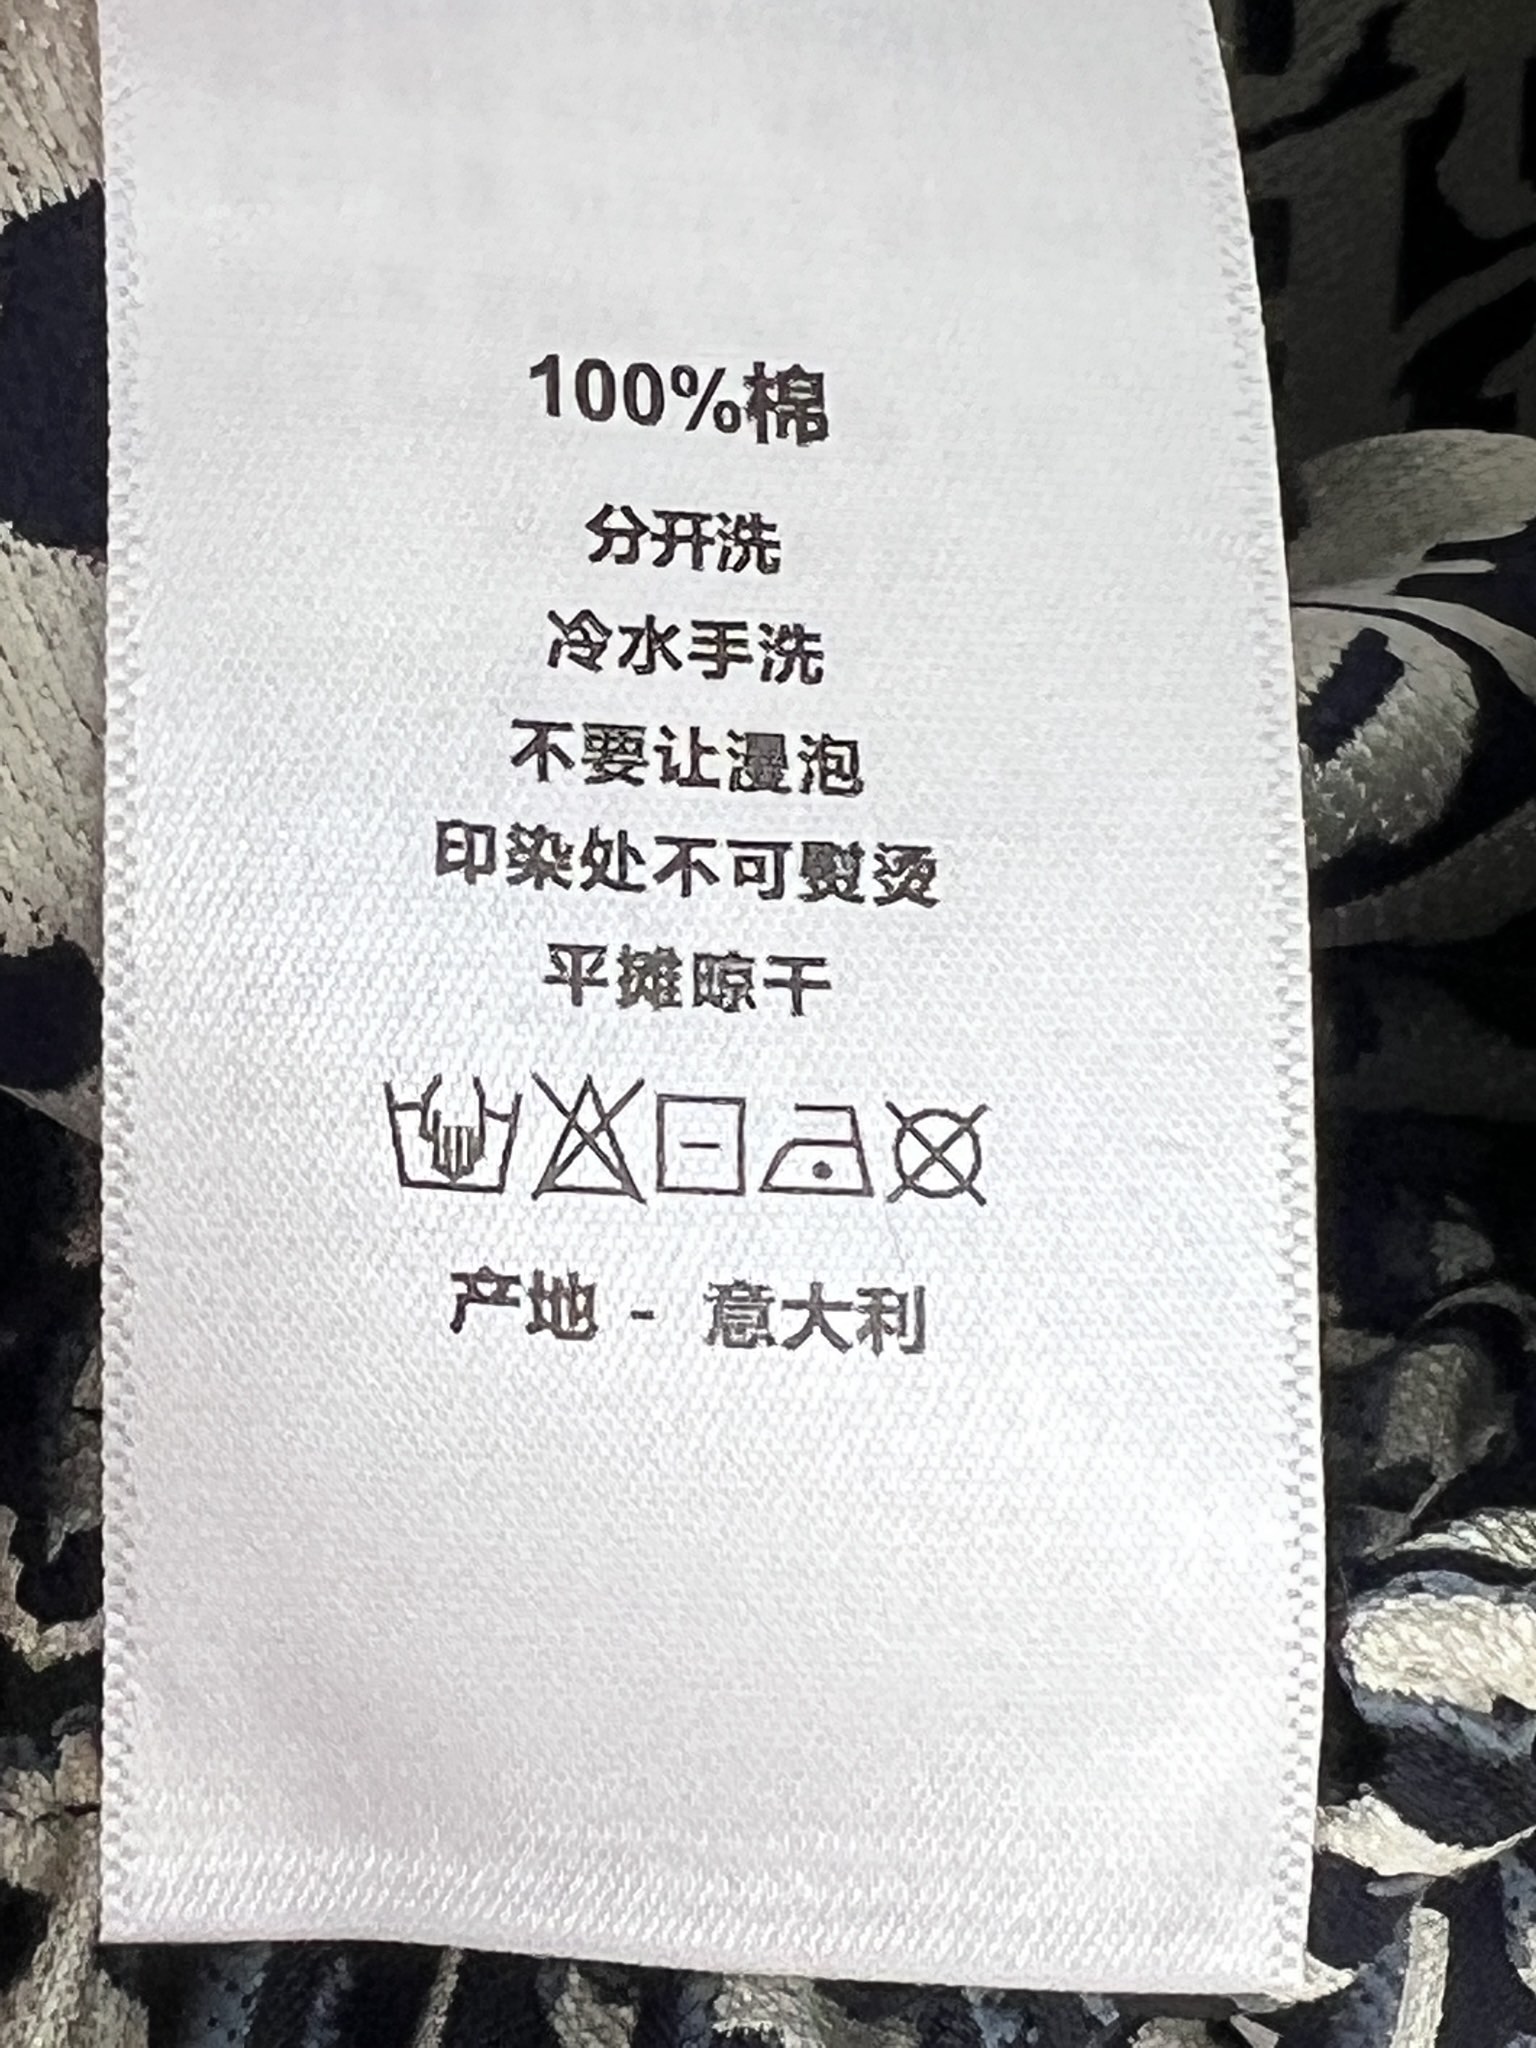 100%棉
分开洗
冷水手洗
不要让漫泡
印染处不可熨烫
平摊晾干
产地 - 意大利